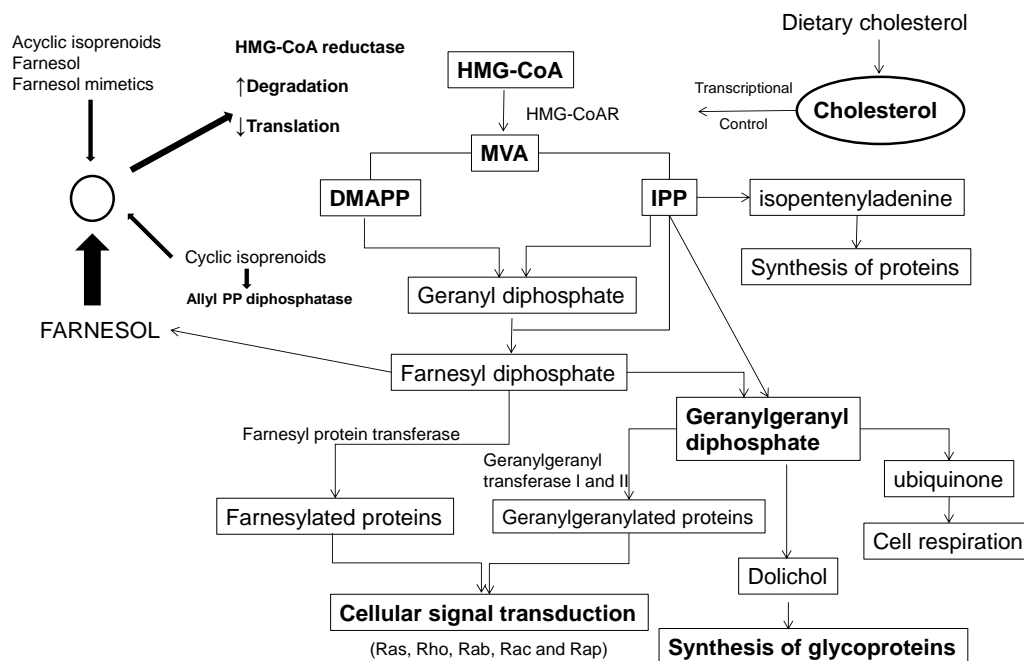 Dietary cholesterol
Acyclic isoprenoids
Farnesol
Farnesol mimetics
HMG-CoA reductase
↑Degradation
↓Translation
HMG-CoA
HMG-CoAR
Transcriptional
Control
Cholesterol
MVA
DMAPP
IPP
isopentenyladenine
Synthesis of proteins
Cyclic isoprenoids
Allyl PP diphosphatase
Geranyl diphosphate
FARNESOL
Farnesyl diphosphate
Geranylgeranyl
diphosphate
Farnesyl protein transferase
Geranylgeranyl
transferase I and II
ubiquinone
Farnesylated proteins
Geranylgeranylated proteins
Cell respiration
Dolichol
Cellular signal transduction
(Ras, Rho, Rab, Rac and Rap)
Synthesis of glycoproteins